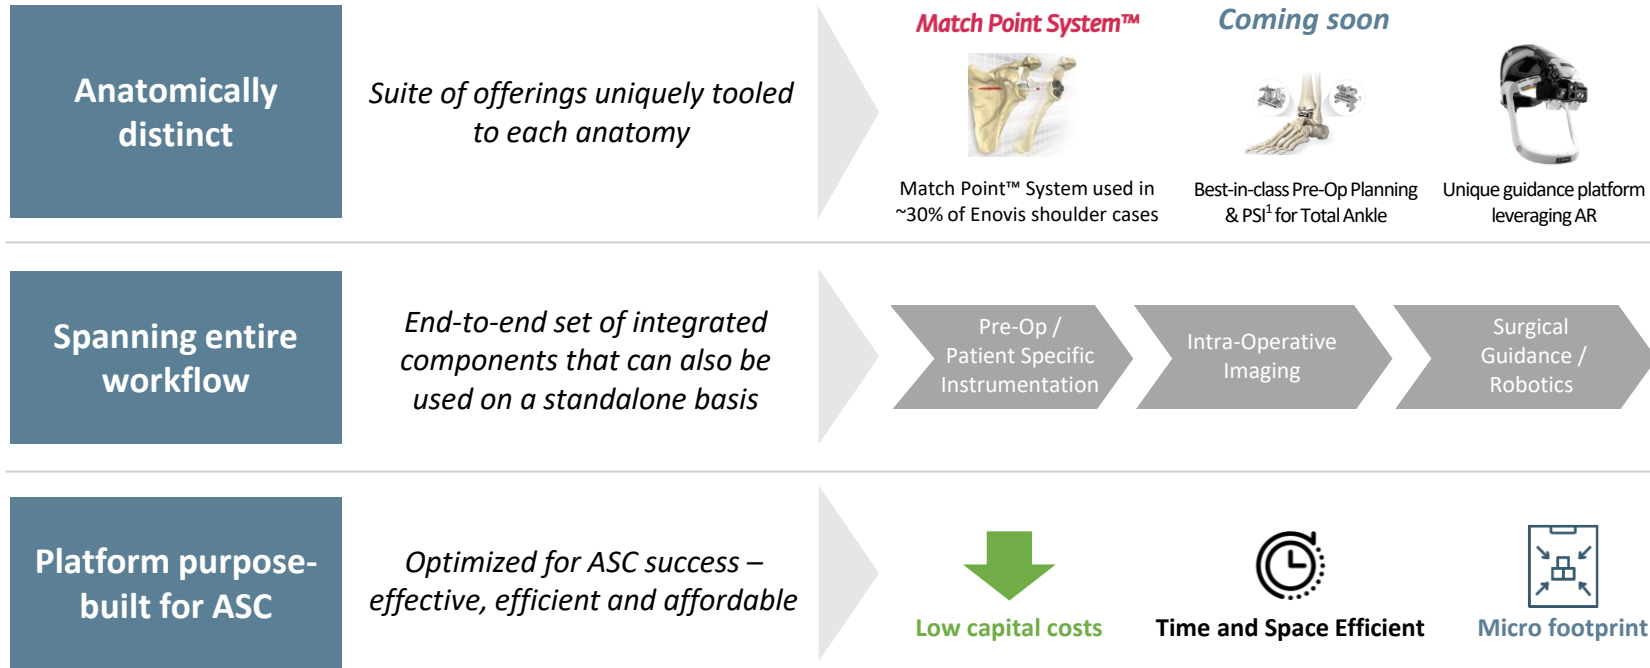 Anatomically
distinct
Suite of offerings uniquely tooled
to each anatomy
Match Point System™
Match Point™ System used in
~30% of Enovis shoulder cases
Coming soon
Best-in-class Pre-Op Planning
& PSI¹ for Total Ankle
Unique guidance platform
leveraging AR
Spanning entire
workflow
End-to-end set of integrated
components that can also be
used on a standalone basis
Pre-Op /
Patient Specific
Instrumentation
Intra-Operative
Imaging
Surgical
Guidance /
Robotics
Platform purpose-
built for ASC
Optimized for ASC success –
effective, efficient and affordable
Low capital costs
Time and Space Efficient
Micro footprint